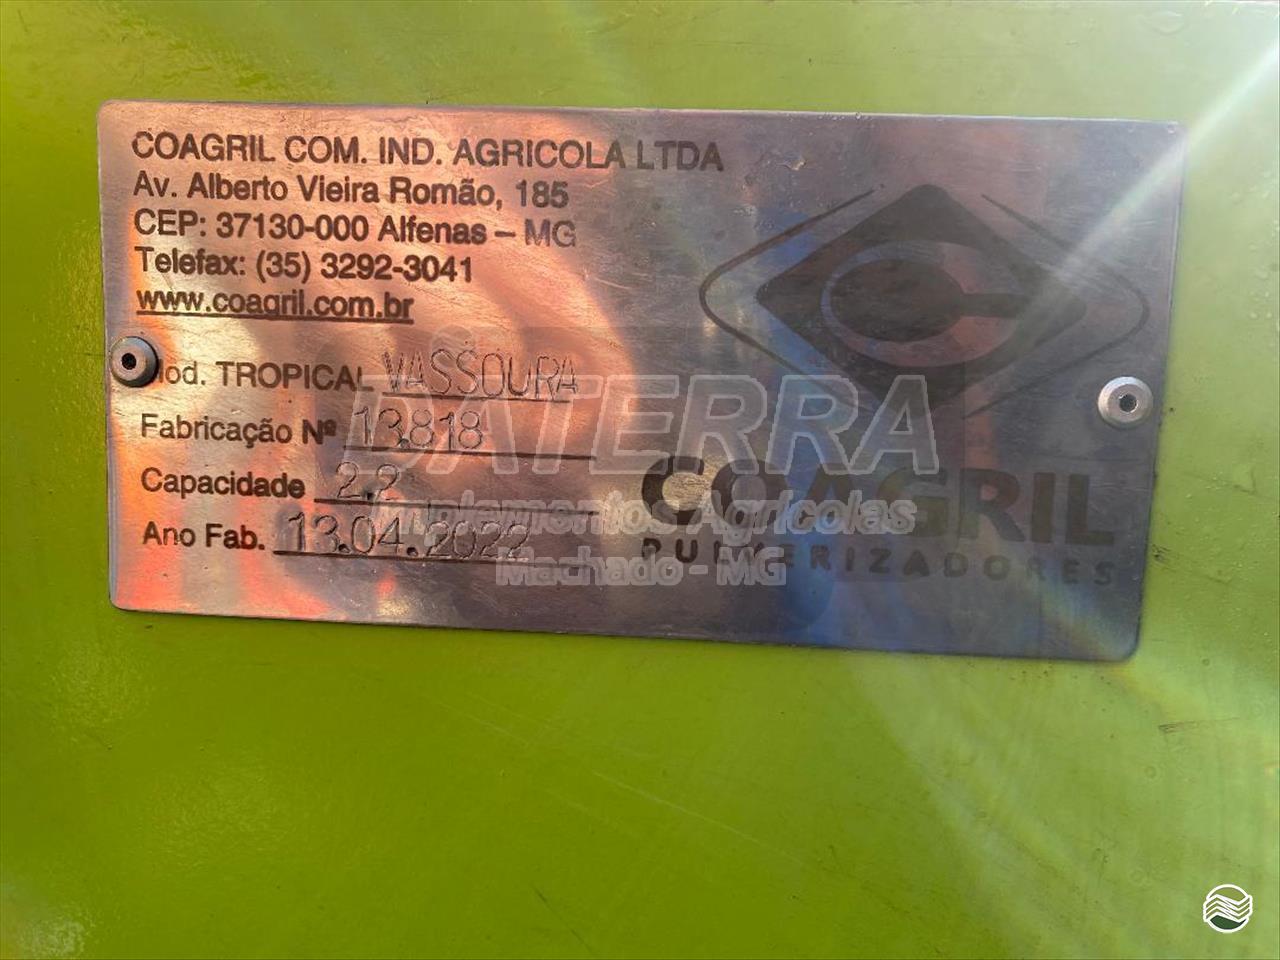 COAGRIL COM. IND. AGRICOLA LTDA
Av. Alberto Vieira Romão, 185
CEP: 37130-000 Alfenas – MG
Telefax: (35) 3292-3041
www.coagril.com.br
Mod. TROPICAL VASSOURA
Fabricação Nº 13.818
Capacidade 2.2
Ano Fab. 13.04.2022
COAGRIL
PULVERIZADORES
DATERRA
Implementos Agrícolas
Machado - MG